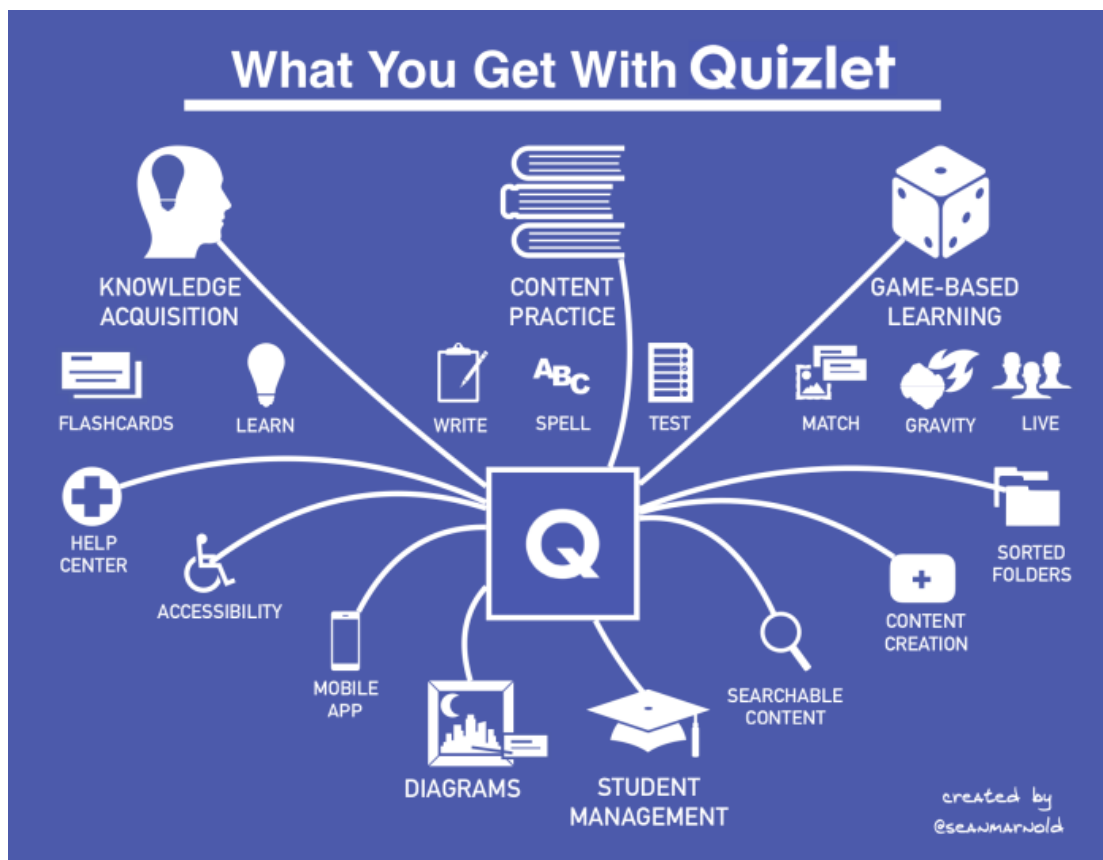 What You Get With Quizlet
KNOWLEDGE
ACQUISITION
CONTENT
PRACTICE
GAME-BASED
LEARNING
FLASHCARDS
LEARN
WRITE
ABC
SPELL
TEST
MATCH
GRAVITY
LIVE
HELP
CENTER
ACCESSIBILITY
MOBILE
APP
DIAGRAMS
Q
STUDENT
MANAGEMENT
SEARCHABLE
CONTENT
CONTENT
CREATION
SORTED
FOLDERS
created by
@seanmarnold